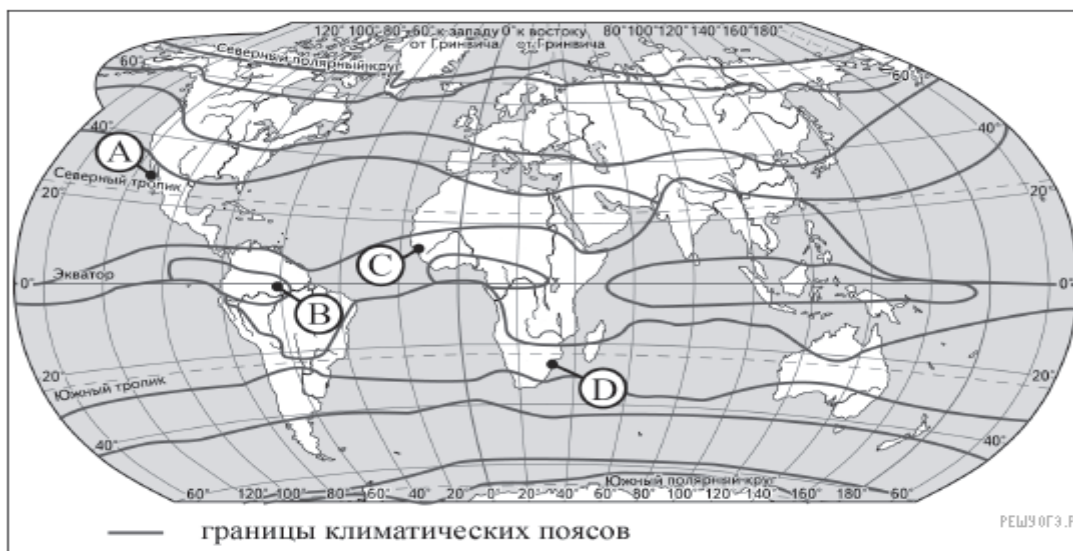 120° 100° 80° 60° к западу 0° к востоку 80° 100° 120° 140° 160° 180°
от Гринвича от Гринвича
Северный полярный круг
60° 60°
40° 40°
A
Северный тропик
20° 20°
C
Экватор
0° 0°
B
D
20° 20°
Южный тропик
40° 40°
Южный полярный круг
60° 120° 100° 80° 60° 40° 20° 0° 20° 40° 60° 80° 100° 120° 140° 160° 60°
границы климатических поясов
РЕШУОГЭ.Р